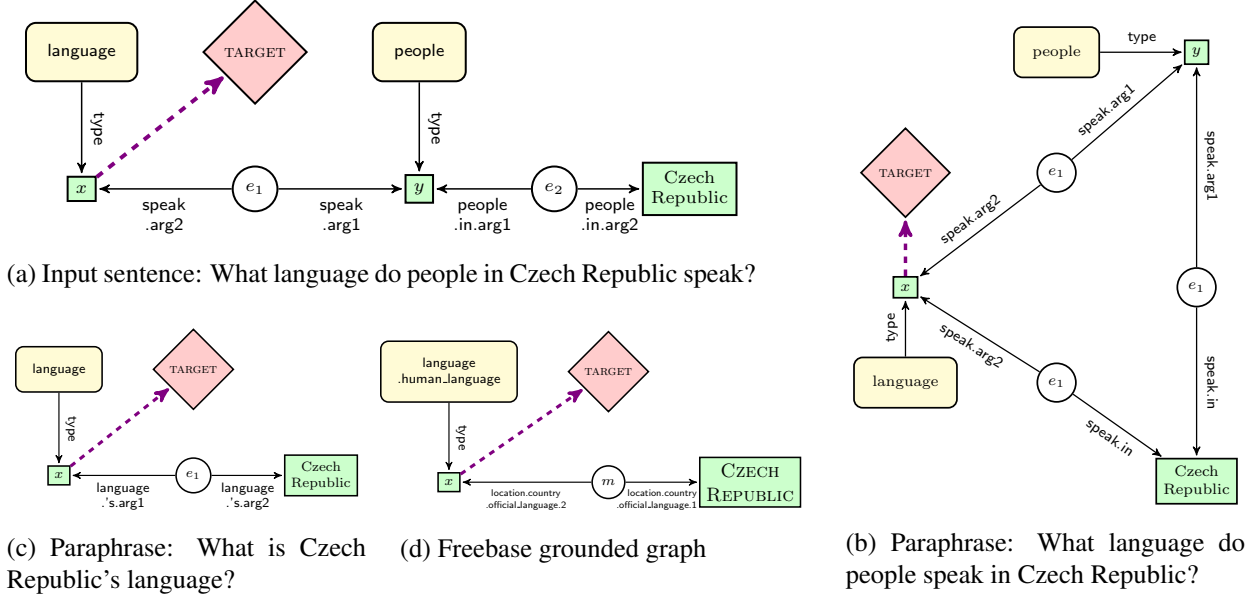 language
TARGET
people
type
type
x
e1
y
e2
Czech
Republic
speak
.arg2
speak
.arg1
people
.in.arg1
people
.in.arg2
(a) Input sentence: What language do people in Czech Republic speak?
language
TARGET
type
x
e1
Czech
Republic
language
.'s.arg1
language
.'s.arg2
(c) Paraphrase: What is Czech
Republic's language?
language
.human_language
TARGET
type
x
m
CZECH
REPUBLIC
location.country
.official_language.2
location.country
.official_language.1
(d) Freebase grounded graph
people
type
y
speak.arg1
e1
speak.arg2
TARGET
speak.arg1
x
e1
type
speak.arg2
language
e1
speak.in
speak.in
Czech
Republic
(b) Paraphrase: What language do
people speak in Czech Republic?